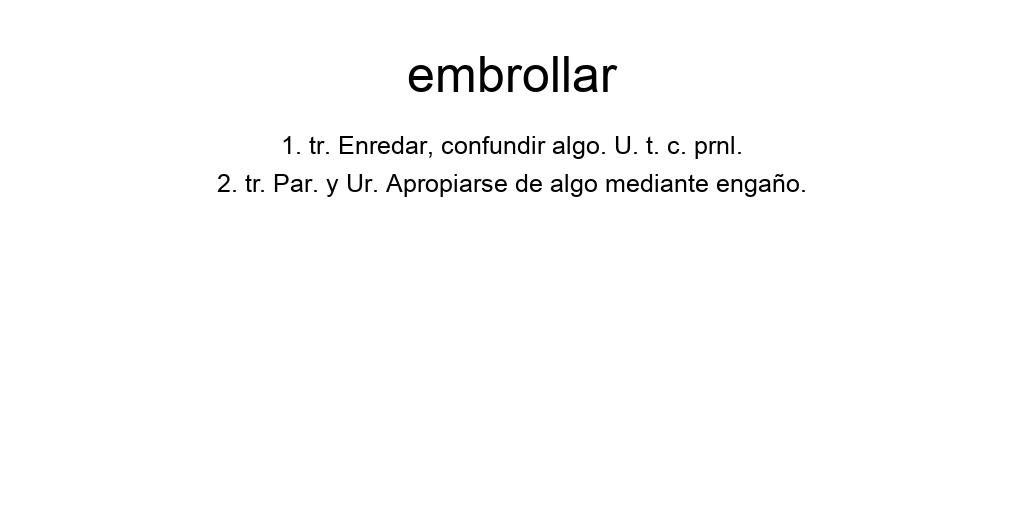 embrollar
1. tr. Enredar, confundir algo. U. t. c. prnl.
2. tr. Par. y Ur. Apropiarse de algo mediante engaño.